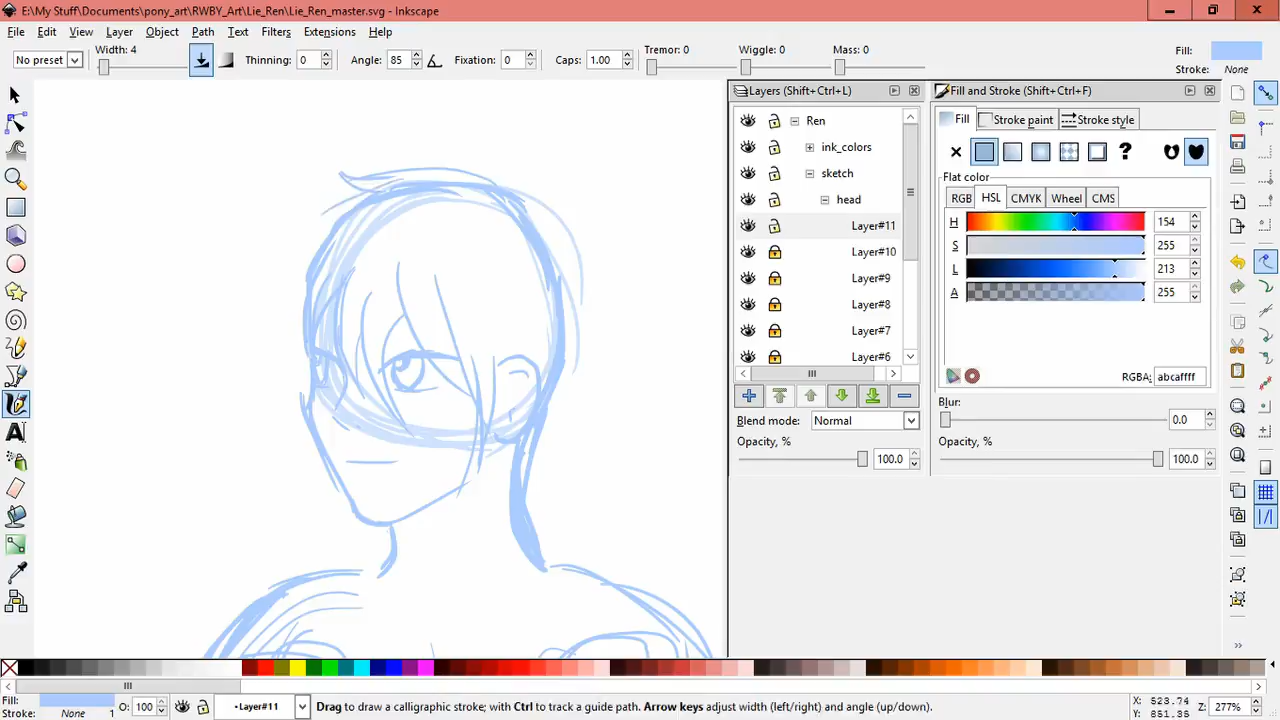 E:\My Stuff\Documents\pony_art\RWBY_Art\Lie_Ren\Lie_Ren_master.svg - Inkscape
File Edit View Layer Object Path Text Filters Extensions Help
No preset Width: 4 Thinning: 0 Angle: 85 Fixation: 0 Caps: 1.00 Tremor: 0 Wiggle: 0 Mass: 0 Fill:
Stroke: None
Layers (Shift+Ctrl+L)
Ren
ink_colors
sketch
head
Layer#11
Layer#10
Layer#9
Layer#8
Layer#7
Layer#6
Blend mode: Normal
Opacity, %
100.0
Fill and Stroke (Shift+Ctrl+F)
Fill Stroke paint Stroke style
Flat color
RGB HSL CMYK Wheel CMS
H 154
S 255
L 213
A 255
RGBA: abcaffff
Blur:
0.0
Opacity, %
100.0
Fill:
Stroke: None 1
O: 100
•Layer#11
Drag to draw a calligraphic stroke; with Ctrl to track a guide path. Arrow keys adjust width (left/right) and angle (up/down).
X: 523.74
Y: 851.35
Z: 277%